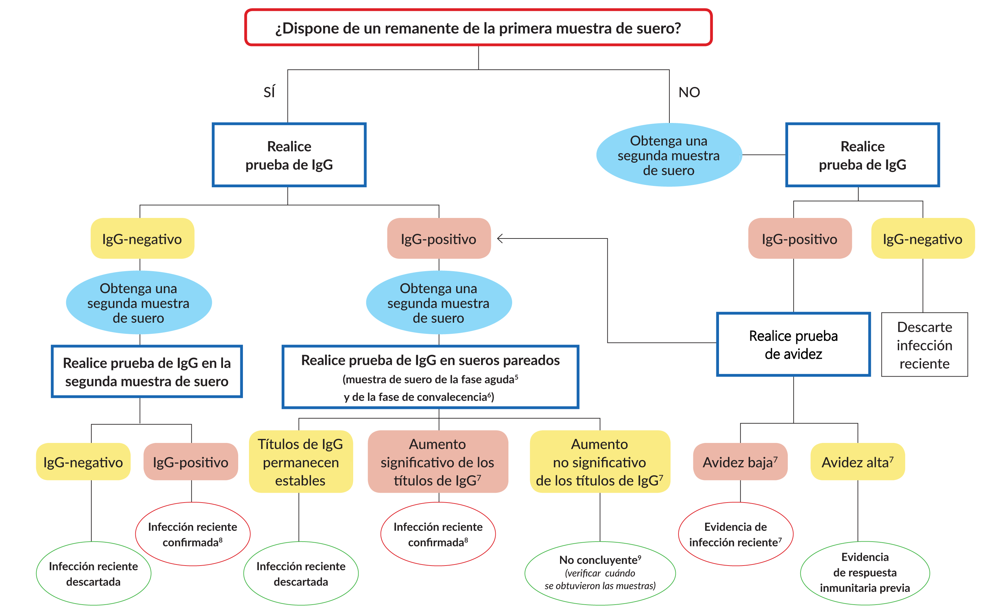 ¿Dispone de un remanente de la primera muestra de suero?
SÍ
NO
Realice
prueba de IgG
Obtenga una
segunda muestra
de suero
Realice
prueba de IgG
IgG-negativo
IgG-positivo
IgG-positivo
IgG-negativo
Obtenga una
segunda muestra
de suero
Obtenga una
segunda muestra
de suero
Realice prueba
de avidez
Descarte
infección
reciente
Realice prueba de IgG en la
segunda muestra de suero
Realice prueba de IgG en sueros pareados
(muestra de suero de la fase aguda⁵
y de la fase de convalecencia⁶)
IgG-negativo
IgG-positivo
Títulos de IgG
permanecen
estables
Aumento
significativo de los
títulos de IgG⁷
Aumento
no significativo
de los títulos de IgG⁷
Avidez baja⁷
Avidez alta⁷
Infección reciente
descartada
Infección reciente
confirmada⁸
Infección reciente
descartada
Infección reciente
confirmada⁸
No concluyente⁹
(verificar cuándo
se obtuvieron las muestras)
Evidencia de
infección reciente⁷
Evidencia
de respuesta
inmunitaria previa